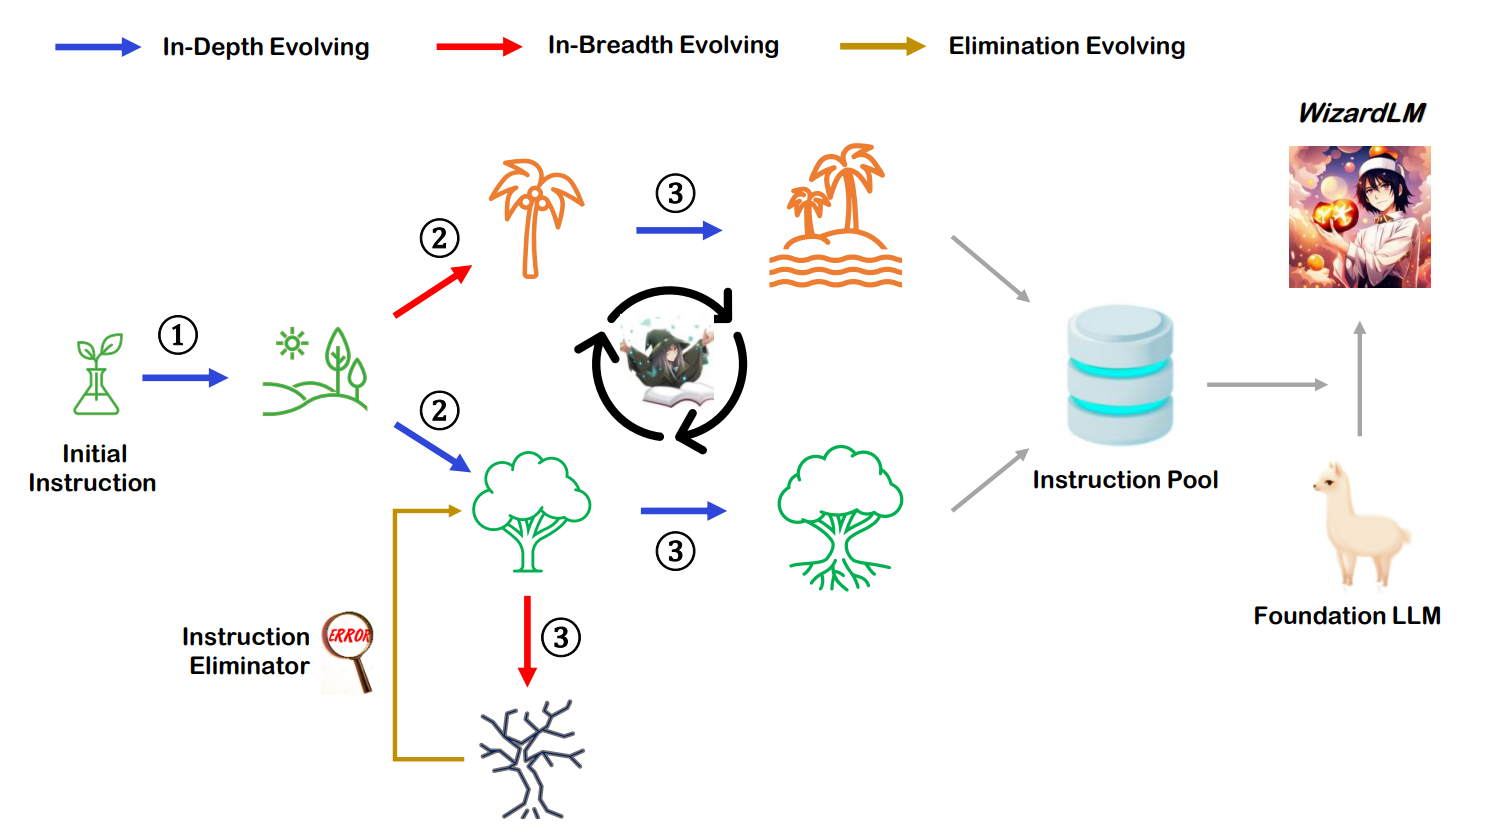 In-Depth Evolving
In-Breadth Evolving
Elimination Evolving
WizardLM
③
②
①
②
Initial
Instruction
Instruction Pool
③
Foundation LLM
Instruction
Eliminator
ERROR
③